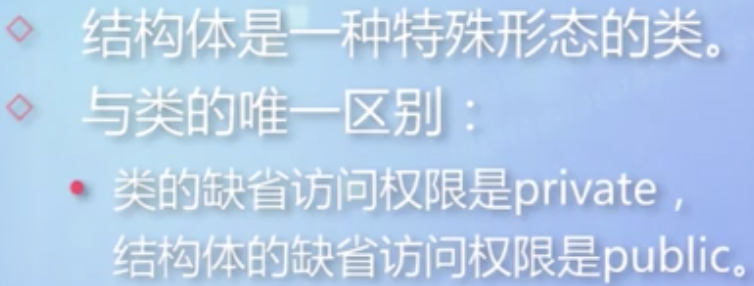 结构体是一种特殊形态的类。
与类的唯一区别：
类的缺省访问权限是private，
结构体的缺省访问权限是public。